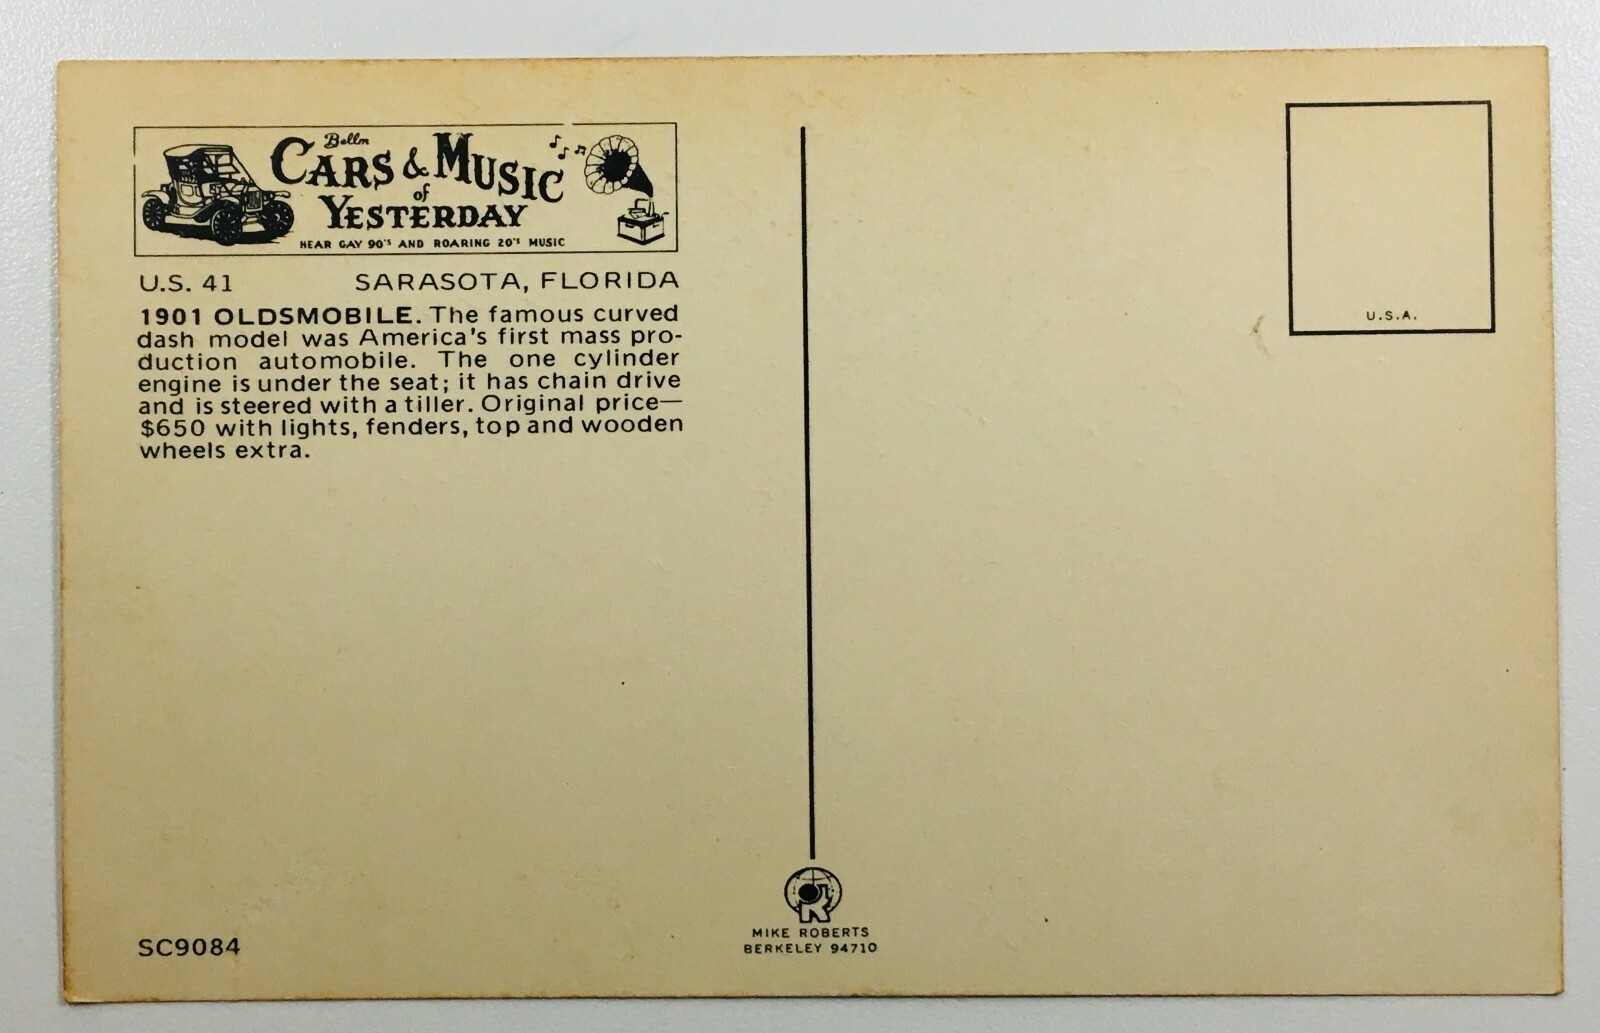 Bellm
CARS & MUSIC
of
YESTERDAY
HEAR GAY 90'S AND ROARING 20'S MUSIC
U.S. 41 SARASOTA, FLORIDA
1901 OLDSMOBILE. The famous curved
dash model was America's first mass pro-
duction automobile. The one cylinder
engine is under the seat; it has chain drive
and is steered with a tiller. Original price—
$650 with lights, fenders, top and wooden
wheels extra.
U.S.A.
SC9084
R
MIKE ROBERTS
BERKELEY 94710